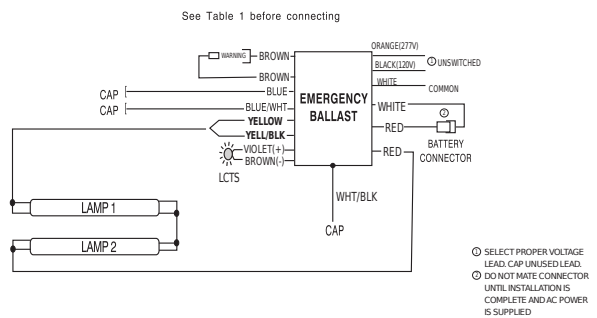 See Table 1 before connecting
ORANGE(277V)
WARNING
BROWN
BLACK(120V)
① UNSWITCHED
BROWN
WHITE
COMMON
CAP
BLUE
CAP
BLUE/WHT
EMERGENCY
BALLAST
WHITE
②
YELLOW
RED
YELL/BLK
BATTERY
CONNECTOR
VIOLET(+)
BROWN(-)
RED
LCTS
WHT/BLK
CAP
LAMP 1
LAMP 2
① SELECT PROPER VOLTAGE
LEAD. CAP UNUSED LEAD.
② DO NOT MATE CONNECTOR
UNTIL INSTALLATION IS
COMPLETE AND AC POWER
IS SUPPLIED